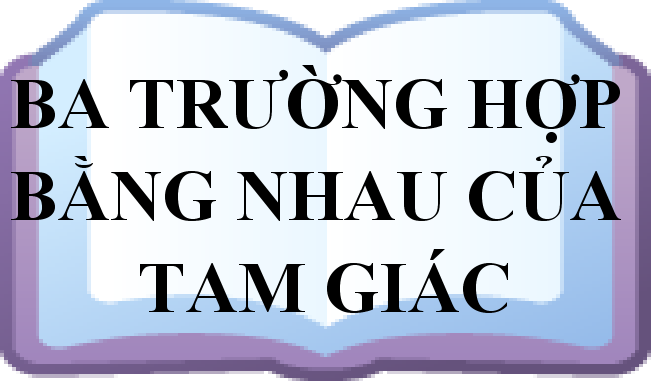 BA TRƯỜNG HỢP
BẰNG NHAU CỦA
TAM GIÁC